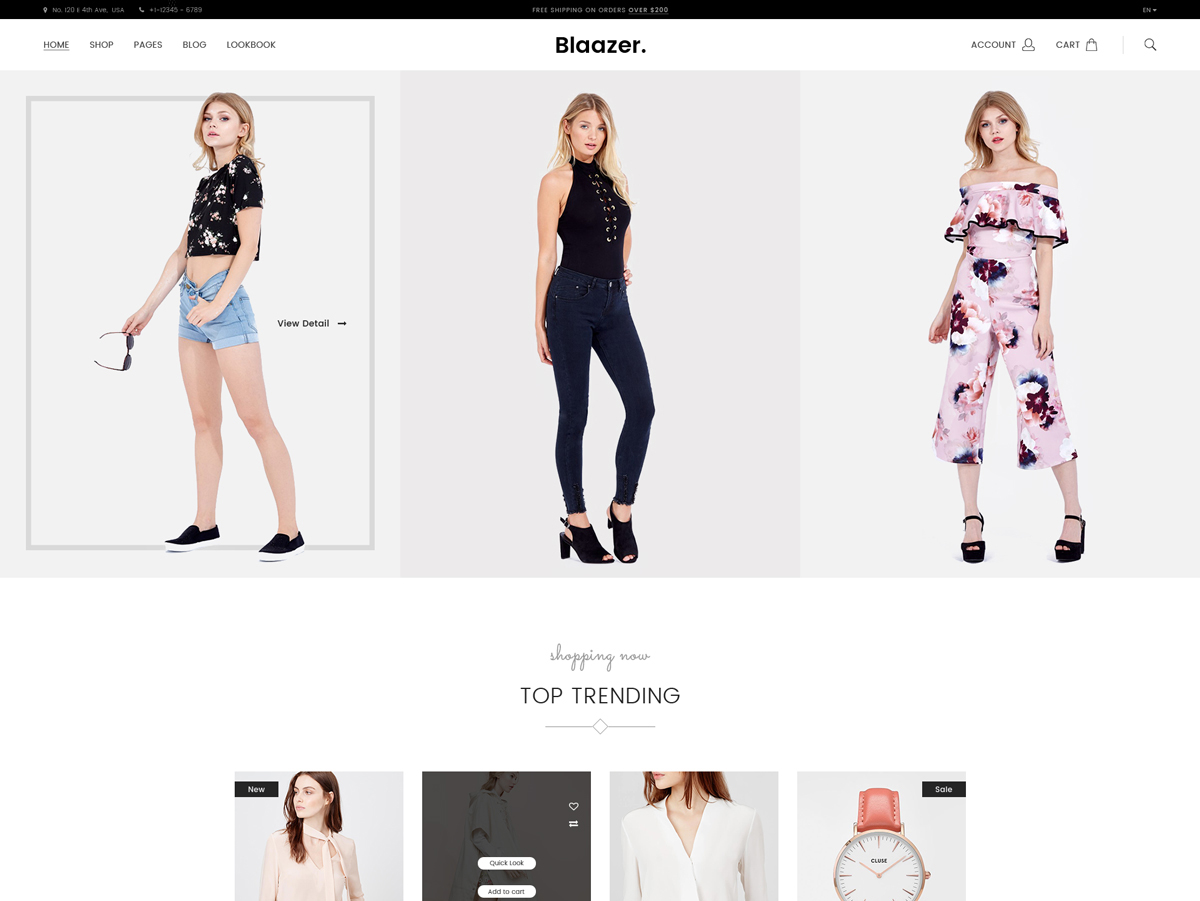 No. 120 E 4th Ave, USA
+1-12345 - 6789
FREE SHIPPING ON ORDERS OVER $200
EN
HOME SHOP PAGES BLOG LOOKBOOK
Blaazer.
ACCOUNT CART
View Detail
shopping now
TOP TRENDING
New
Sale
Quick Look
CLUSE
Add to cart